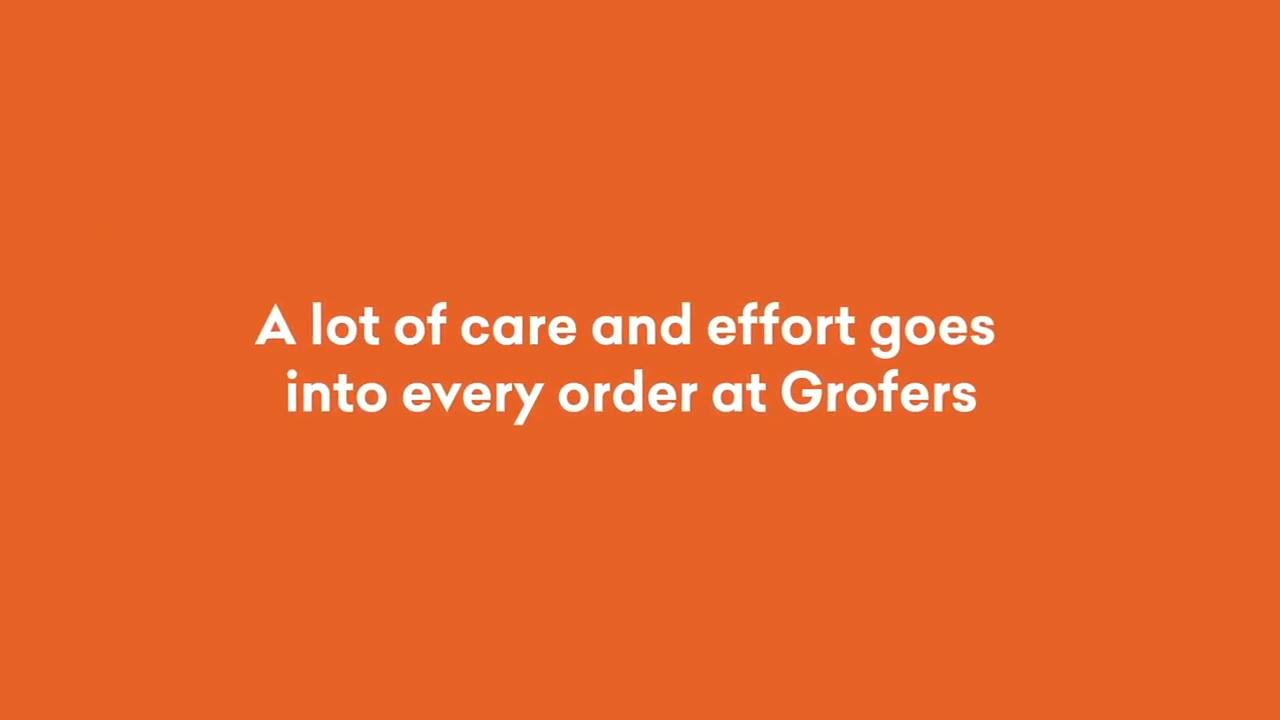 A lot of care and effort goes
into every order at Grofers